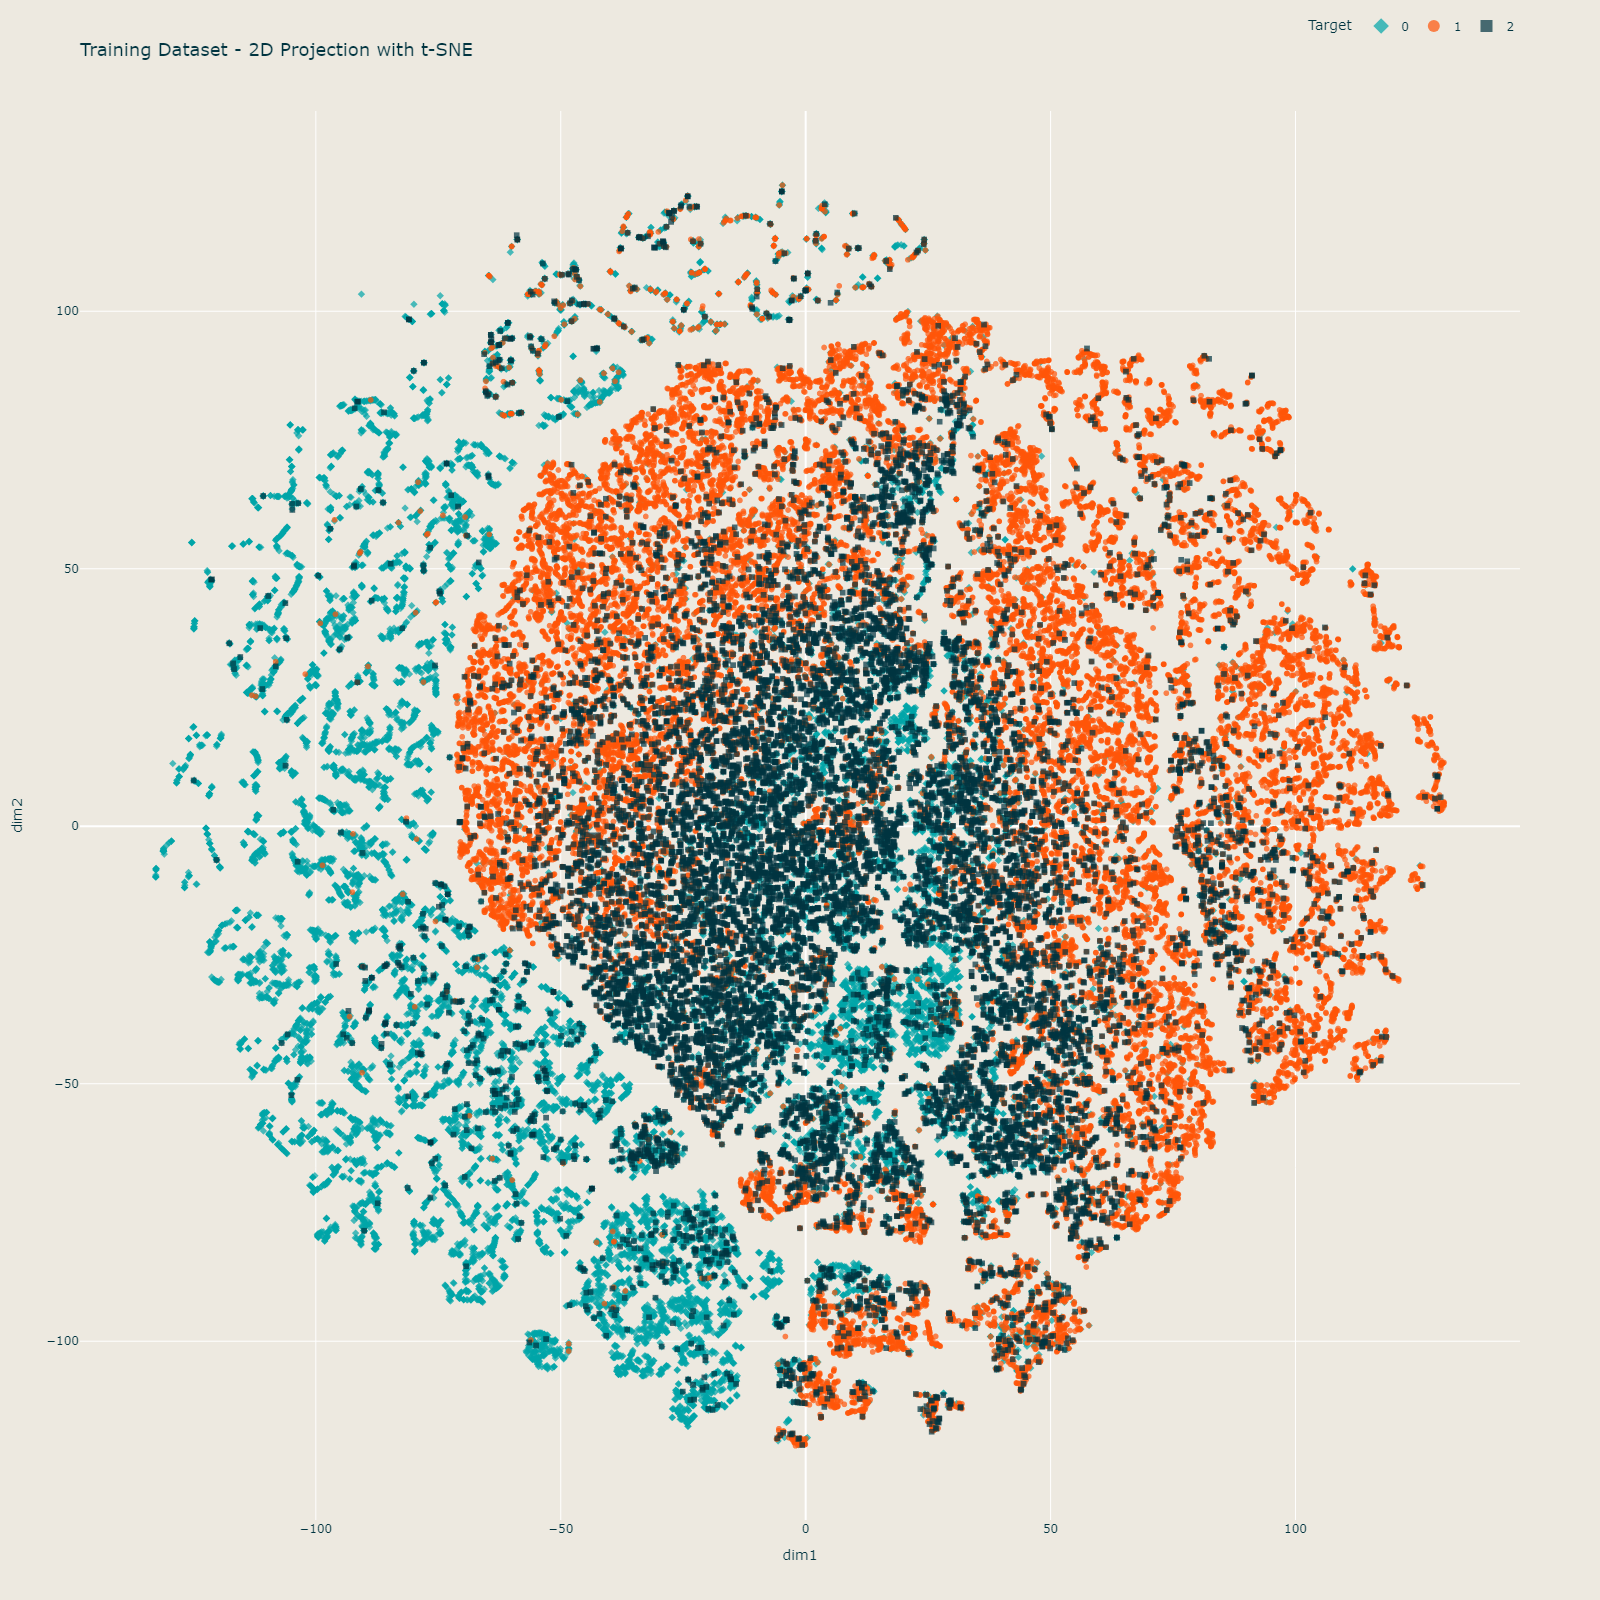 Target 0 1 2
Training Dataset - 2D Projection with t-SNE
100
50
0
−50
−100
dim2
−100 −50 0 50 100
dim1